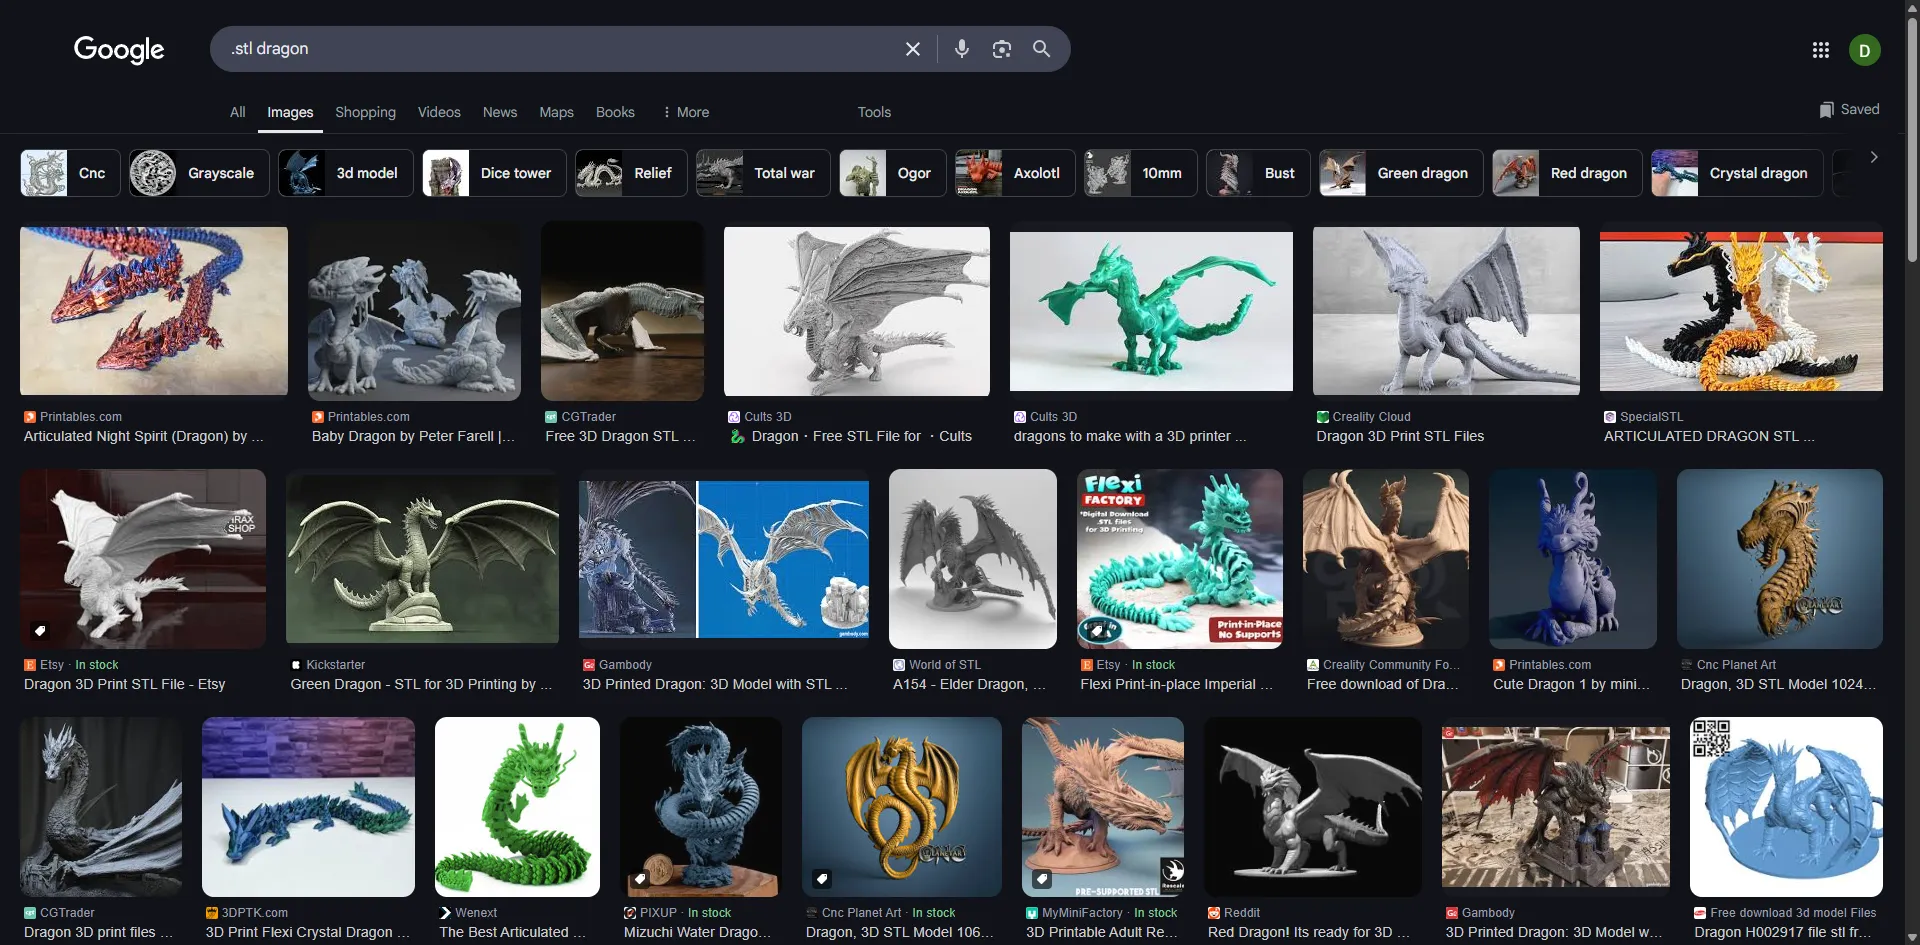 Google
.stl dragon
D
All
Images
Shopping
Videos
News
Maps
Books
More
Tools
Saved
Cnc
Grayscale
3d model
Dice tower
Relief
Total war
Ogor
Axolotl
10mm
Bust
Green dragon
Red dragon
Crystal dragon
Printables.com
Articulated Night Spirit (Dragon) by ...
Printables.com
Baby Dragon by Peter Farell |...
CGTrader
Free 3D Dragon STL ...
Cults 3D
🐉 Dragon・Free STL File for ・Cults
Cults 3D
dragons to make with a 3D printer ...
Creality Cloud
Dragon 3D Print STL Files
SpecialSTL
ARTICULATED DRAGON STL ...
SHOP
Etsy · In stock
Dragon 3D Print STL File - Etsy
Kickstarter
Green Dragon - STL for 3D Printing by ...
gambody.com
Gambody
3D Printed Dragon: 3D Model with STL ...
World of STL
A154 - Elder Dragon, ...
Flexi
FACTORY
*Digital Download
.STL files
for 3D Printing
Print-in-Place
No Supports
Etsy · In stock
Flexi Print-in-place Imperial ...
Creality Community Fo...
Free download of Dra...
Printables.com
Cute Dragon 1 by mini...
Cnc Planet Art
Dragon, 3D STL Model 1024...
CGTrader
Dragon 3D print files ...
3DPTK.com
3D Print Flexi Crystal Dragon ...
Wenext
The Best Articulated ...
PIXUP · In stock
Mizuchi Water Drago...
Cnc Planet Art · In stock
Dragon, 3D STL Model 106...
PRE-SUPPORTED STL
MyMiniFactory · In stock
3D Printable Adult Re...
Reddit
Red Dragon! Its ready for 3D ...
gambody.com
Gambody
3D Printed Dragon: 3D Model w...
Free download 3d model Files
Dragon H002917 file stl fr...